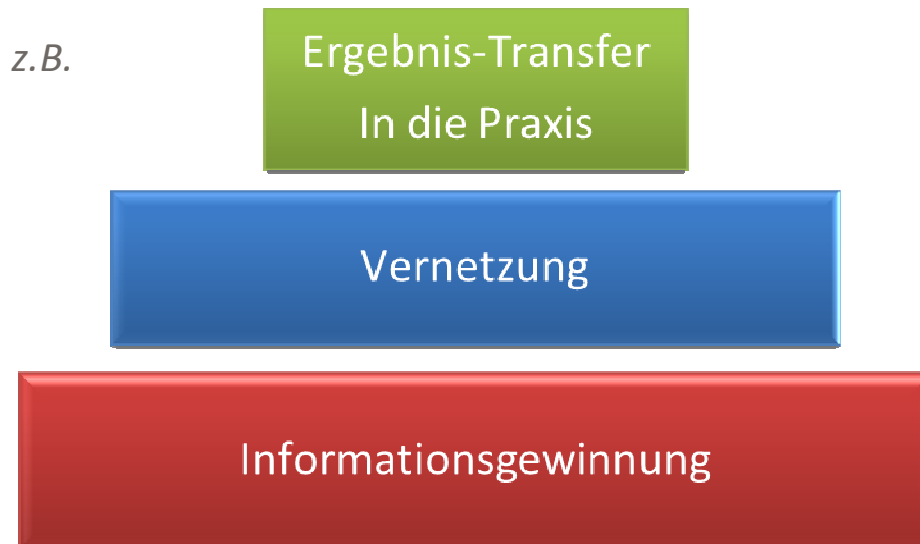 z.B.
Ergebnis-Transfer
In die Praxis
Vernetzung
Informationsgewinnung